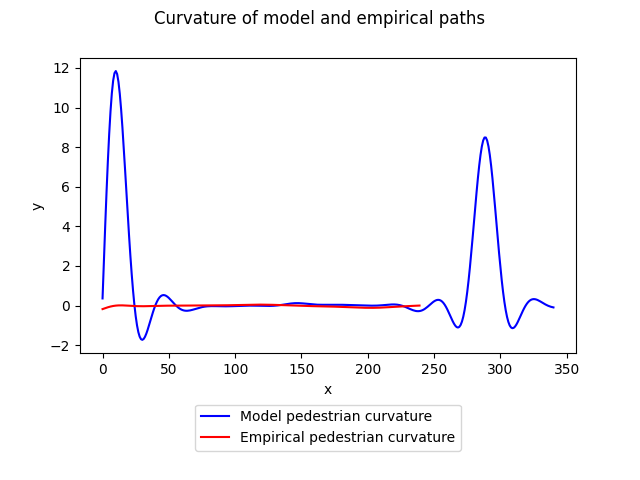 Curvature of model and empirical paths
12
10
8
6
4
2
0
−2
y
0 50 100 150 200 250 300 350
x
Model pedestrian curvature
Empirical pedestrian curvature